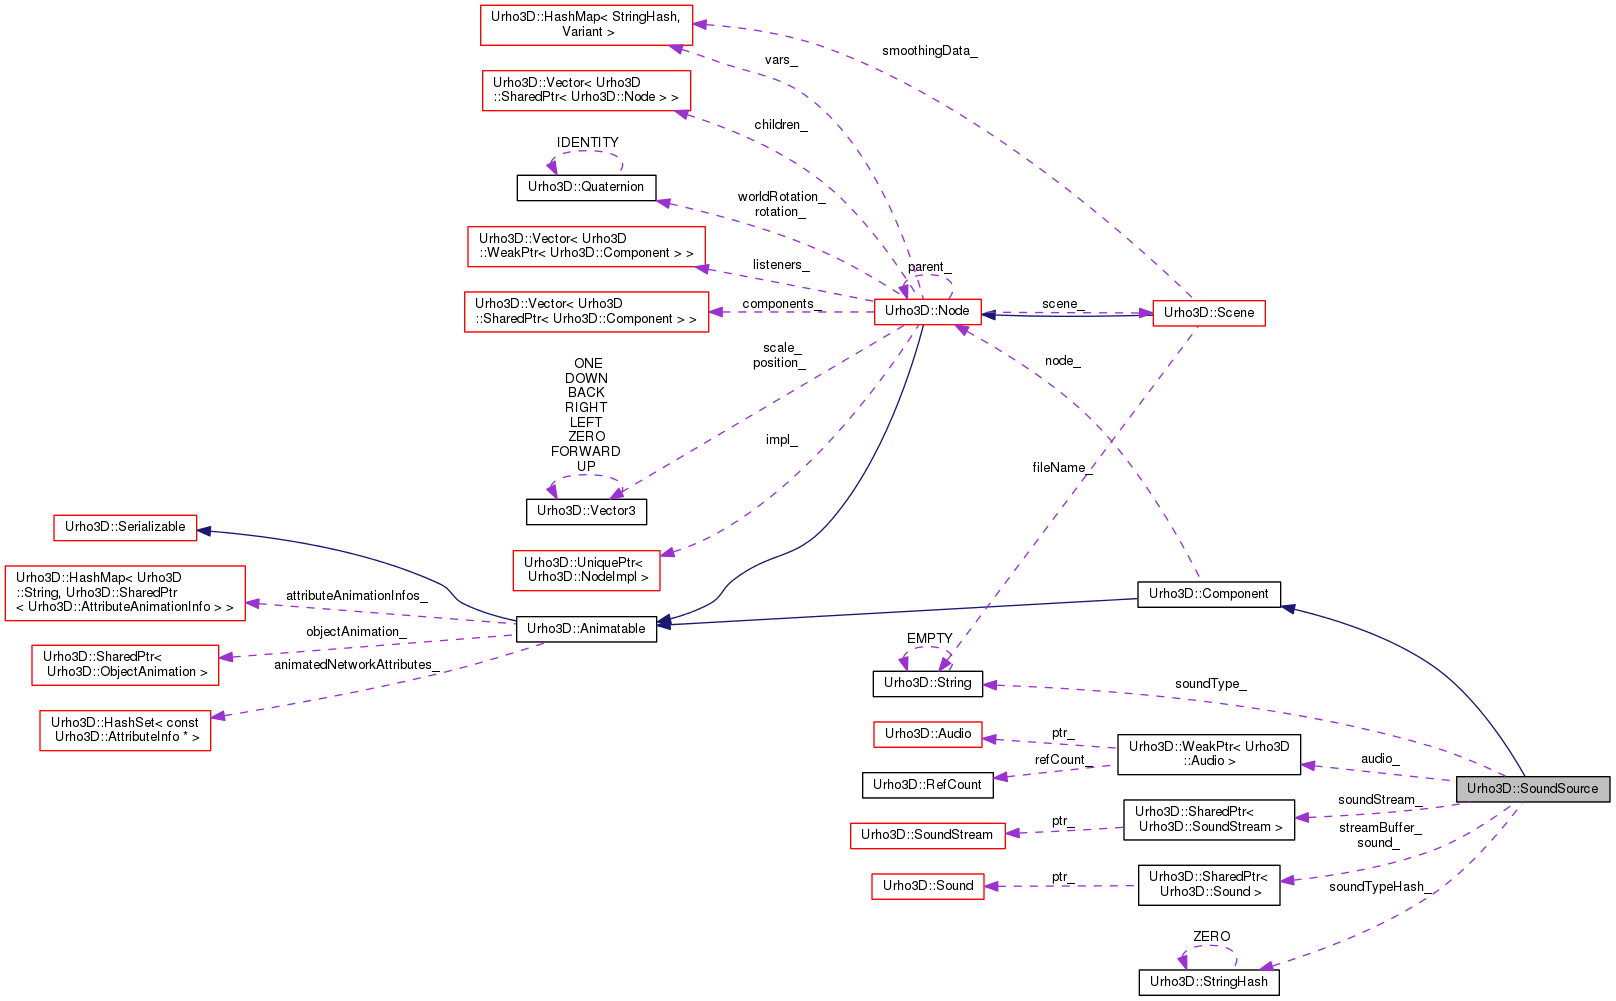 Urho3D::HashMap< StringHash,
Variant >
smoothingData_
vars_
Urho3D::Vector< Urho3D
::SharedPtr< Urho3D::Node > >
children_
IDENTITY
Urho3D::Quaternion
worldRotation_
rotation_
Urho3D::Vector< Urho3D
::WeakPtr< Urho3D::Component > >
listeners_
parent_
Urho3D::Vector< Urho3D
::SharedPtr< Urho3D::Component > >
components_
Urho3D::Node
scene_
Urho3D::Scene
scale_
position_
node_
ONE
DOWN
BACK
RIGHT
LEFT
ZERO
FORWARD
UP
impl_
fileName_
Urho3D::Vector3
Urho3D::Serializable
Urho3D::UniquePtr<
Urho3D::NodeImpl >
Urho3D::HashMap< Urho3D
::String, Urho3D::SharedPtr
< Urho3D::AttributeAnimationInfo > >
attributeAnimationInfos_
Urho3D::Component
Urho3D::Animatable
objectAnimation_
EMPTY
Urho3D::SharedPtr<
Urho3D::ObjectAnimation >
animatedNetworkAttributes_
Urho3D::String
soundType_
Urho3D::HashSet< const
Urho3D::AttributeInfo * >
Urho3D::Audio
ptr_
Urho3D::WeakPtr< Urho3D
::Audio >
audio_
refCount_
Urho3D::RefCount
Urho3D::SoundSource
soundStream_
Urho3D::SharedPtr<
Urho3D::SoundStream >
ptr_
Urho3D::SoundStream
streamBuffer_
sound_
Urho3D::Sound
ptr_
Urho3D::SharedPtr<
Urho3D::Sound >
soundTypeHash_
ZERO
Urho3D::StringHash